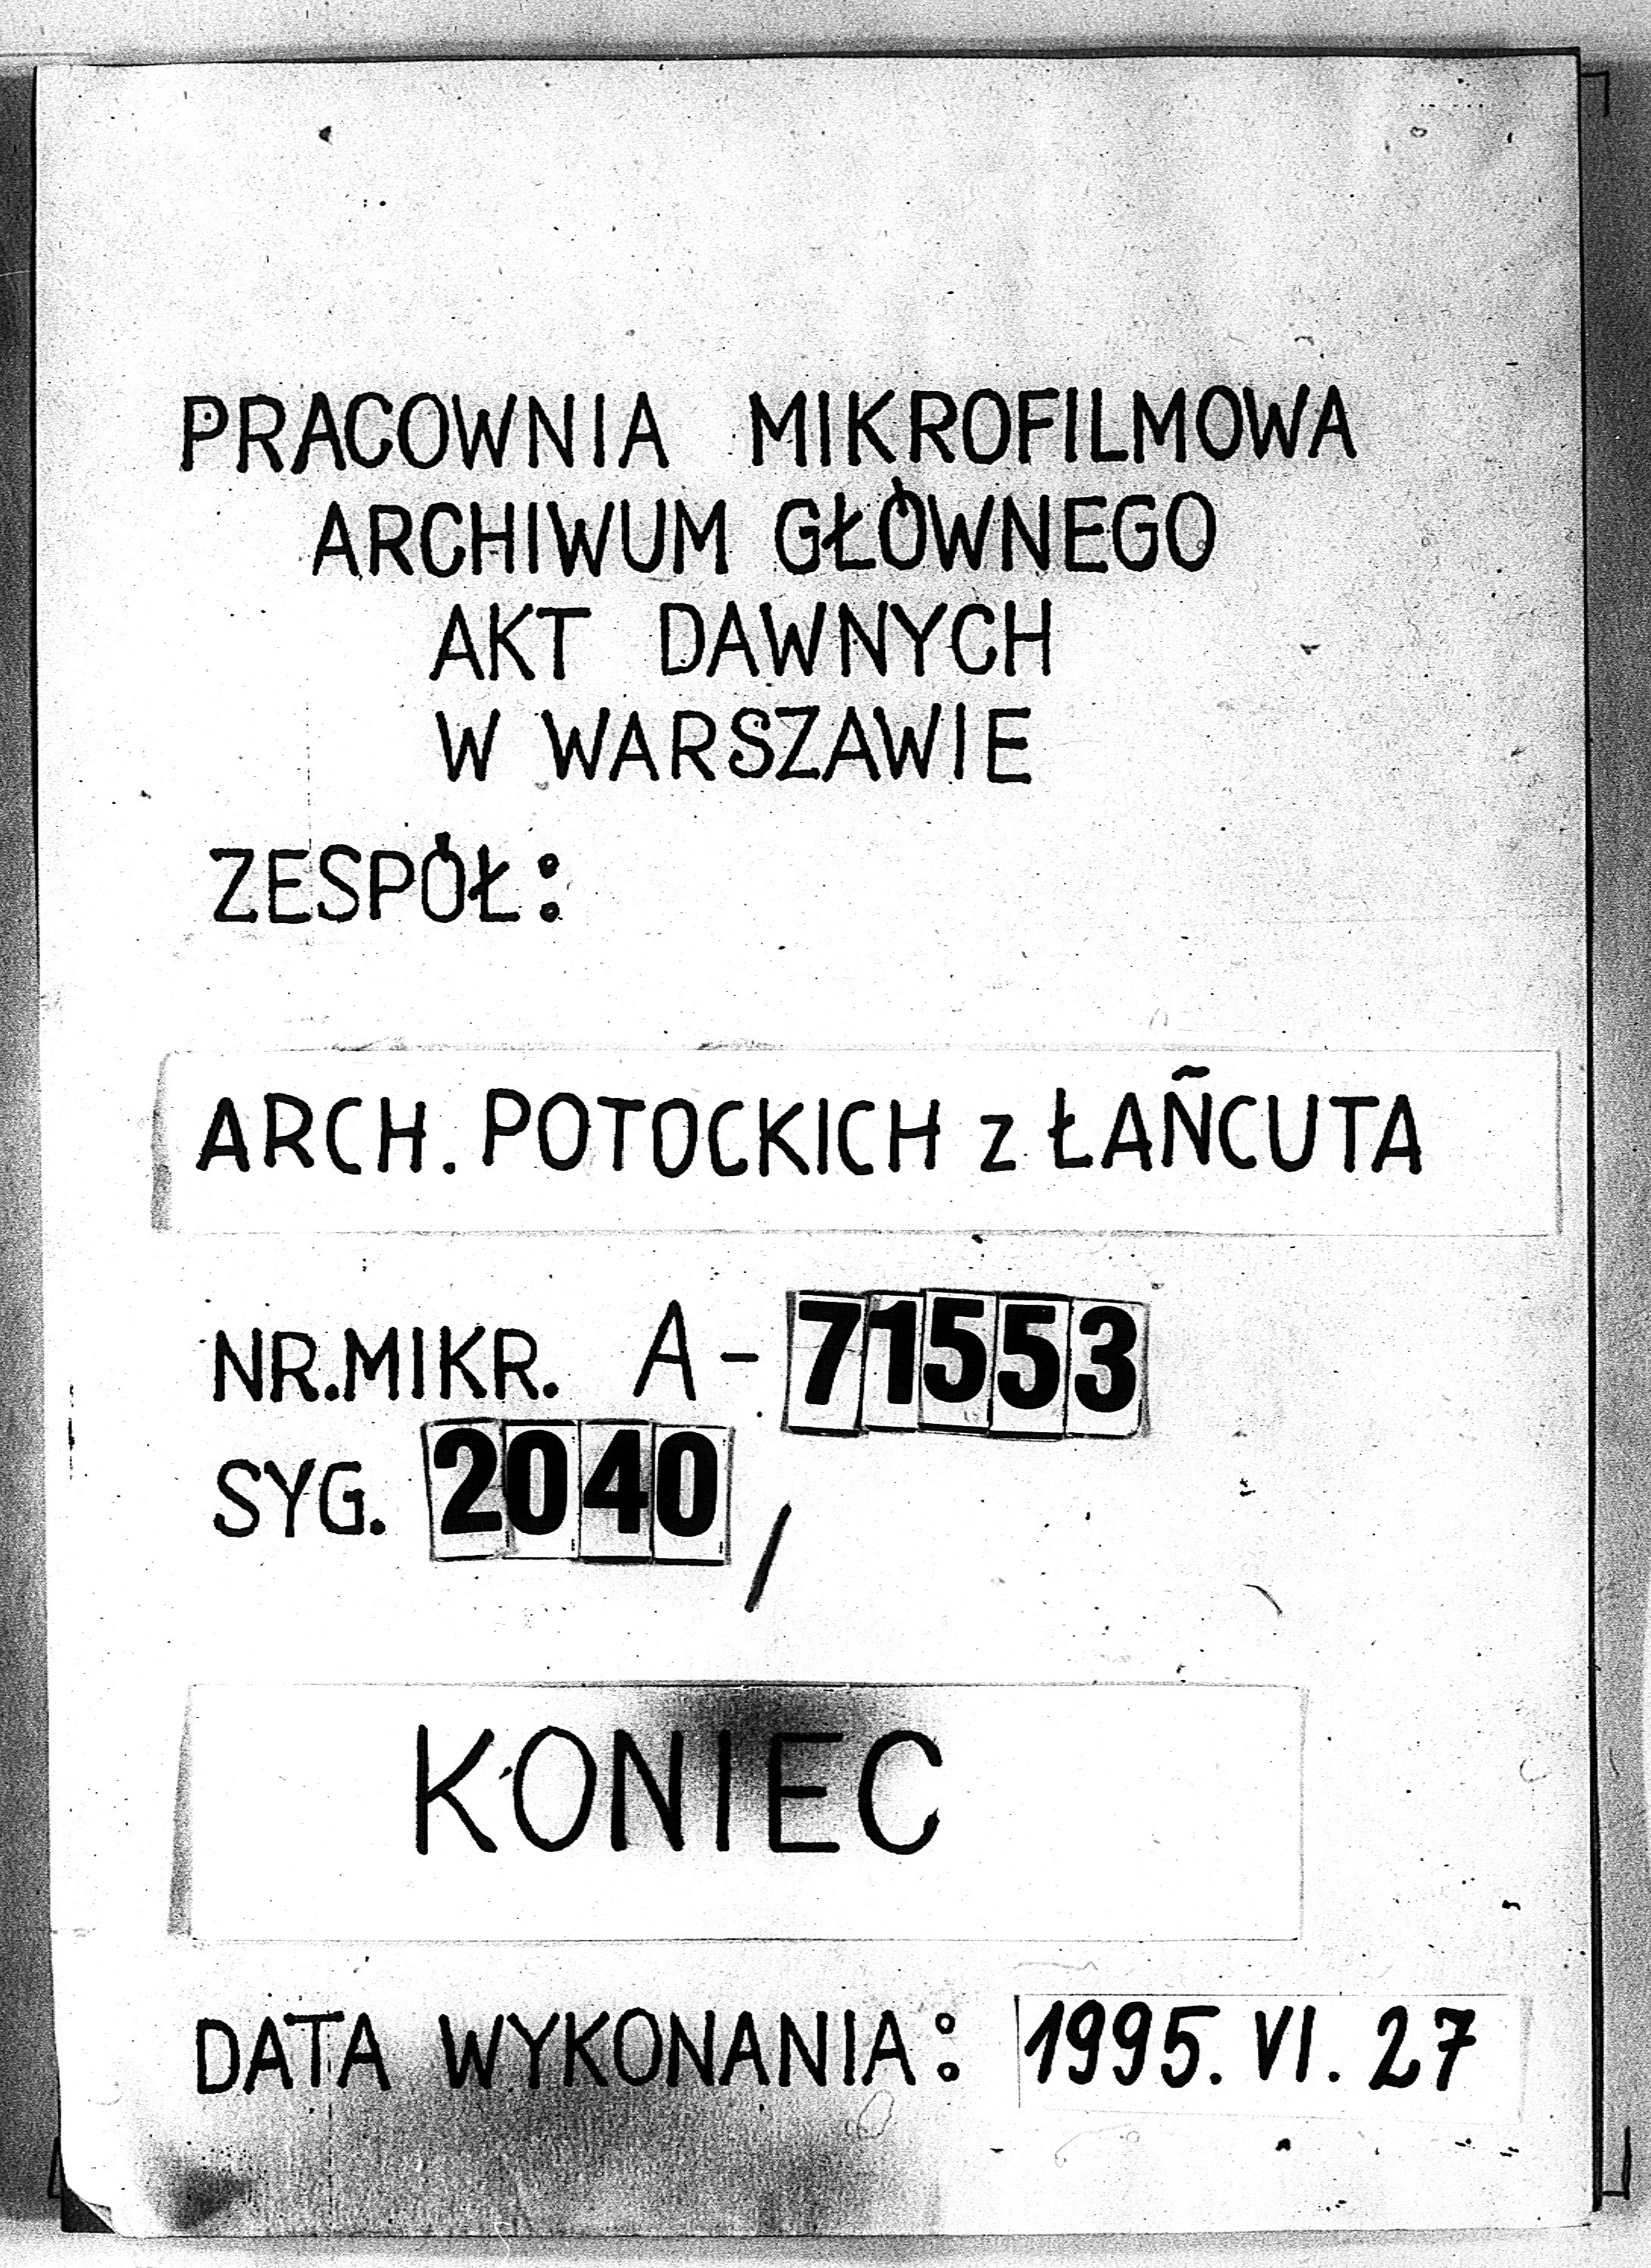 PRACOWNIA MIKROFILMOWA
ARCHIWUM GŁÓWNEGO
AKT DAWNYCH
W WARSZAWIE
ZESPÓŁ:
ARCH. POTOCKICH z ŁAŃCUTA
NR. MIKR. A-71553
SYG. 2040/
KONIEC
DATA WYKONANIA: 1995. VI. 27